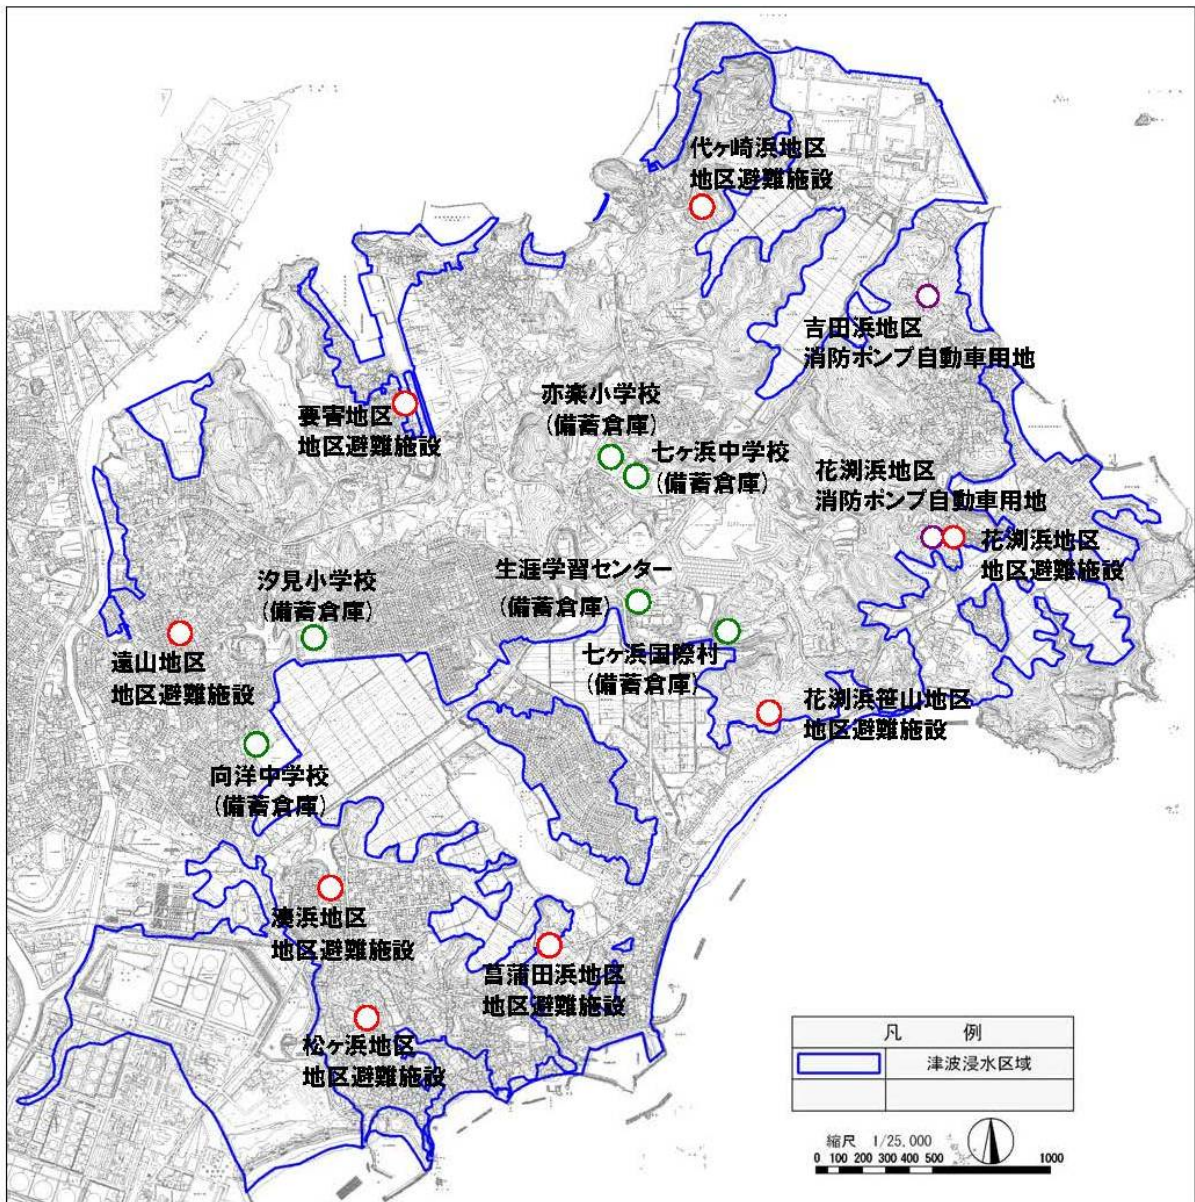 代ヶ崎浜地区
地区避難施設
吉田浜地区
消防ポンプ自動車用地
亦楽小学校
(備蓄倉庫)
要害地区
地区避難施設
七ヶ浜中学校
(備蓄倉庫)
花渕浜地区
消防ポンプ自動車用地
花渕浜地区
地区避難施設
生涯学習センター
(備蓄倉庫)
汐見小学校
(備蓄倉庫)
遠山地区
地区避難施設
七ヶ浜国際村
(備蓄倉庫)
花渕浜笹山地区
地区避難施設
向洋中学校
(備蓄倉庫)
湊浜地区
地区避難施設
菖蒲田浜地区
地区避難施設
松ヶ浜地区
地区避難施設
凡 例
津波浸水区域
縮尺 1/25,000
0 100 200 300 400 500 1000